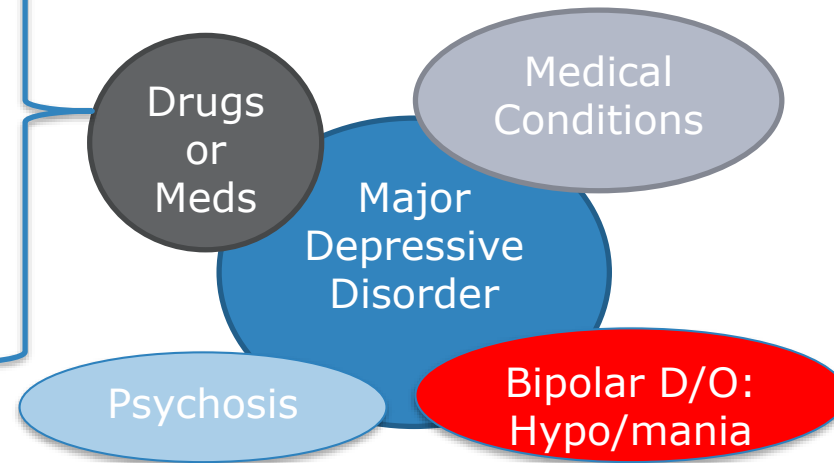 Drugs
or
Meds
Medical
Conditions
Major
Depressive
Disorder
Psychosis
Bipolar D/O:
Hypo/mania